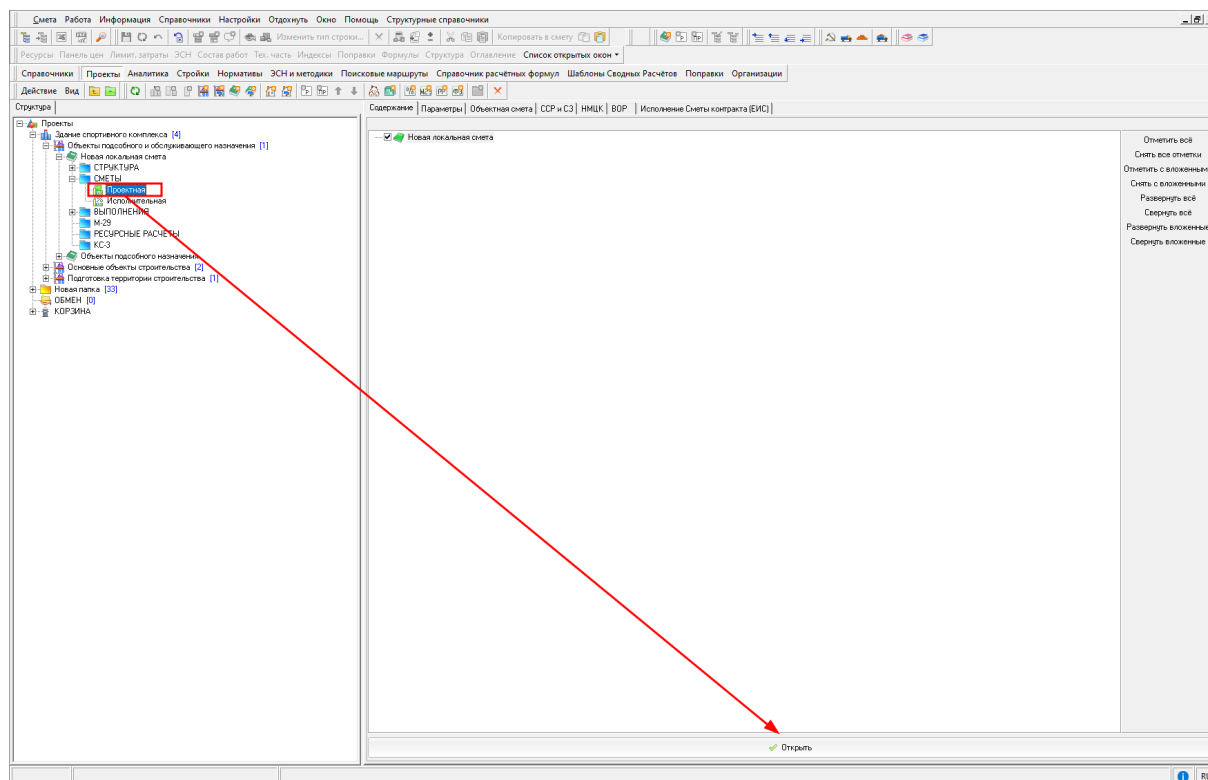 Смета Работа Информация Справочники Настройки Отдохнуть Окно Помощь Структурные справочники
Изменить тип строки... Копировать в смету
Ресурсы Панель цен Лимит. затраты ЭСН Состав работ Тех. часть Индексы Поправки Формулы Структура Оглавление Список открытых окон
Справочники Проекты Аналитика Стройки Нормативы ЭСН и методики Поисковые маршруты Справочник расчётных формул Шаблоны Сводных Расчётов Поправки Организации
Действие Вид
Структура
Проекты
Здание спортивного комплекса [4]
Объекты подсобного и обслуживающего назначения [1]
Новая локальная смета
СТРУКТУРА
СМЕТЫ
Проектная
Исполнительная
ВЫПОЛНЕНИЯ
М-29
РЕСУРСНЫЕ РАСЧЕТЫ
КС-3
Объекты подсобного назначения
Основные объекты строительства [2]
Подготовка территории строительства [1]
Новая папка [33]
ОБМЕН [0]
КОРЗИНА
Содержание Параметры Объектная смета ССР и СЗ НМЦК ВОР Исполнение Сметы контракта (ЕИС)
Новая локальная смета
Отметить всё
Снять все отметки
Отметить с вложенным
Снять с вложенными
Развернуть всё
Свернуть всё
Развернуть вложенные
Свернуть вложенные
Открыть